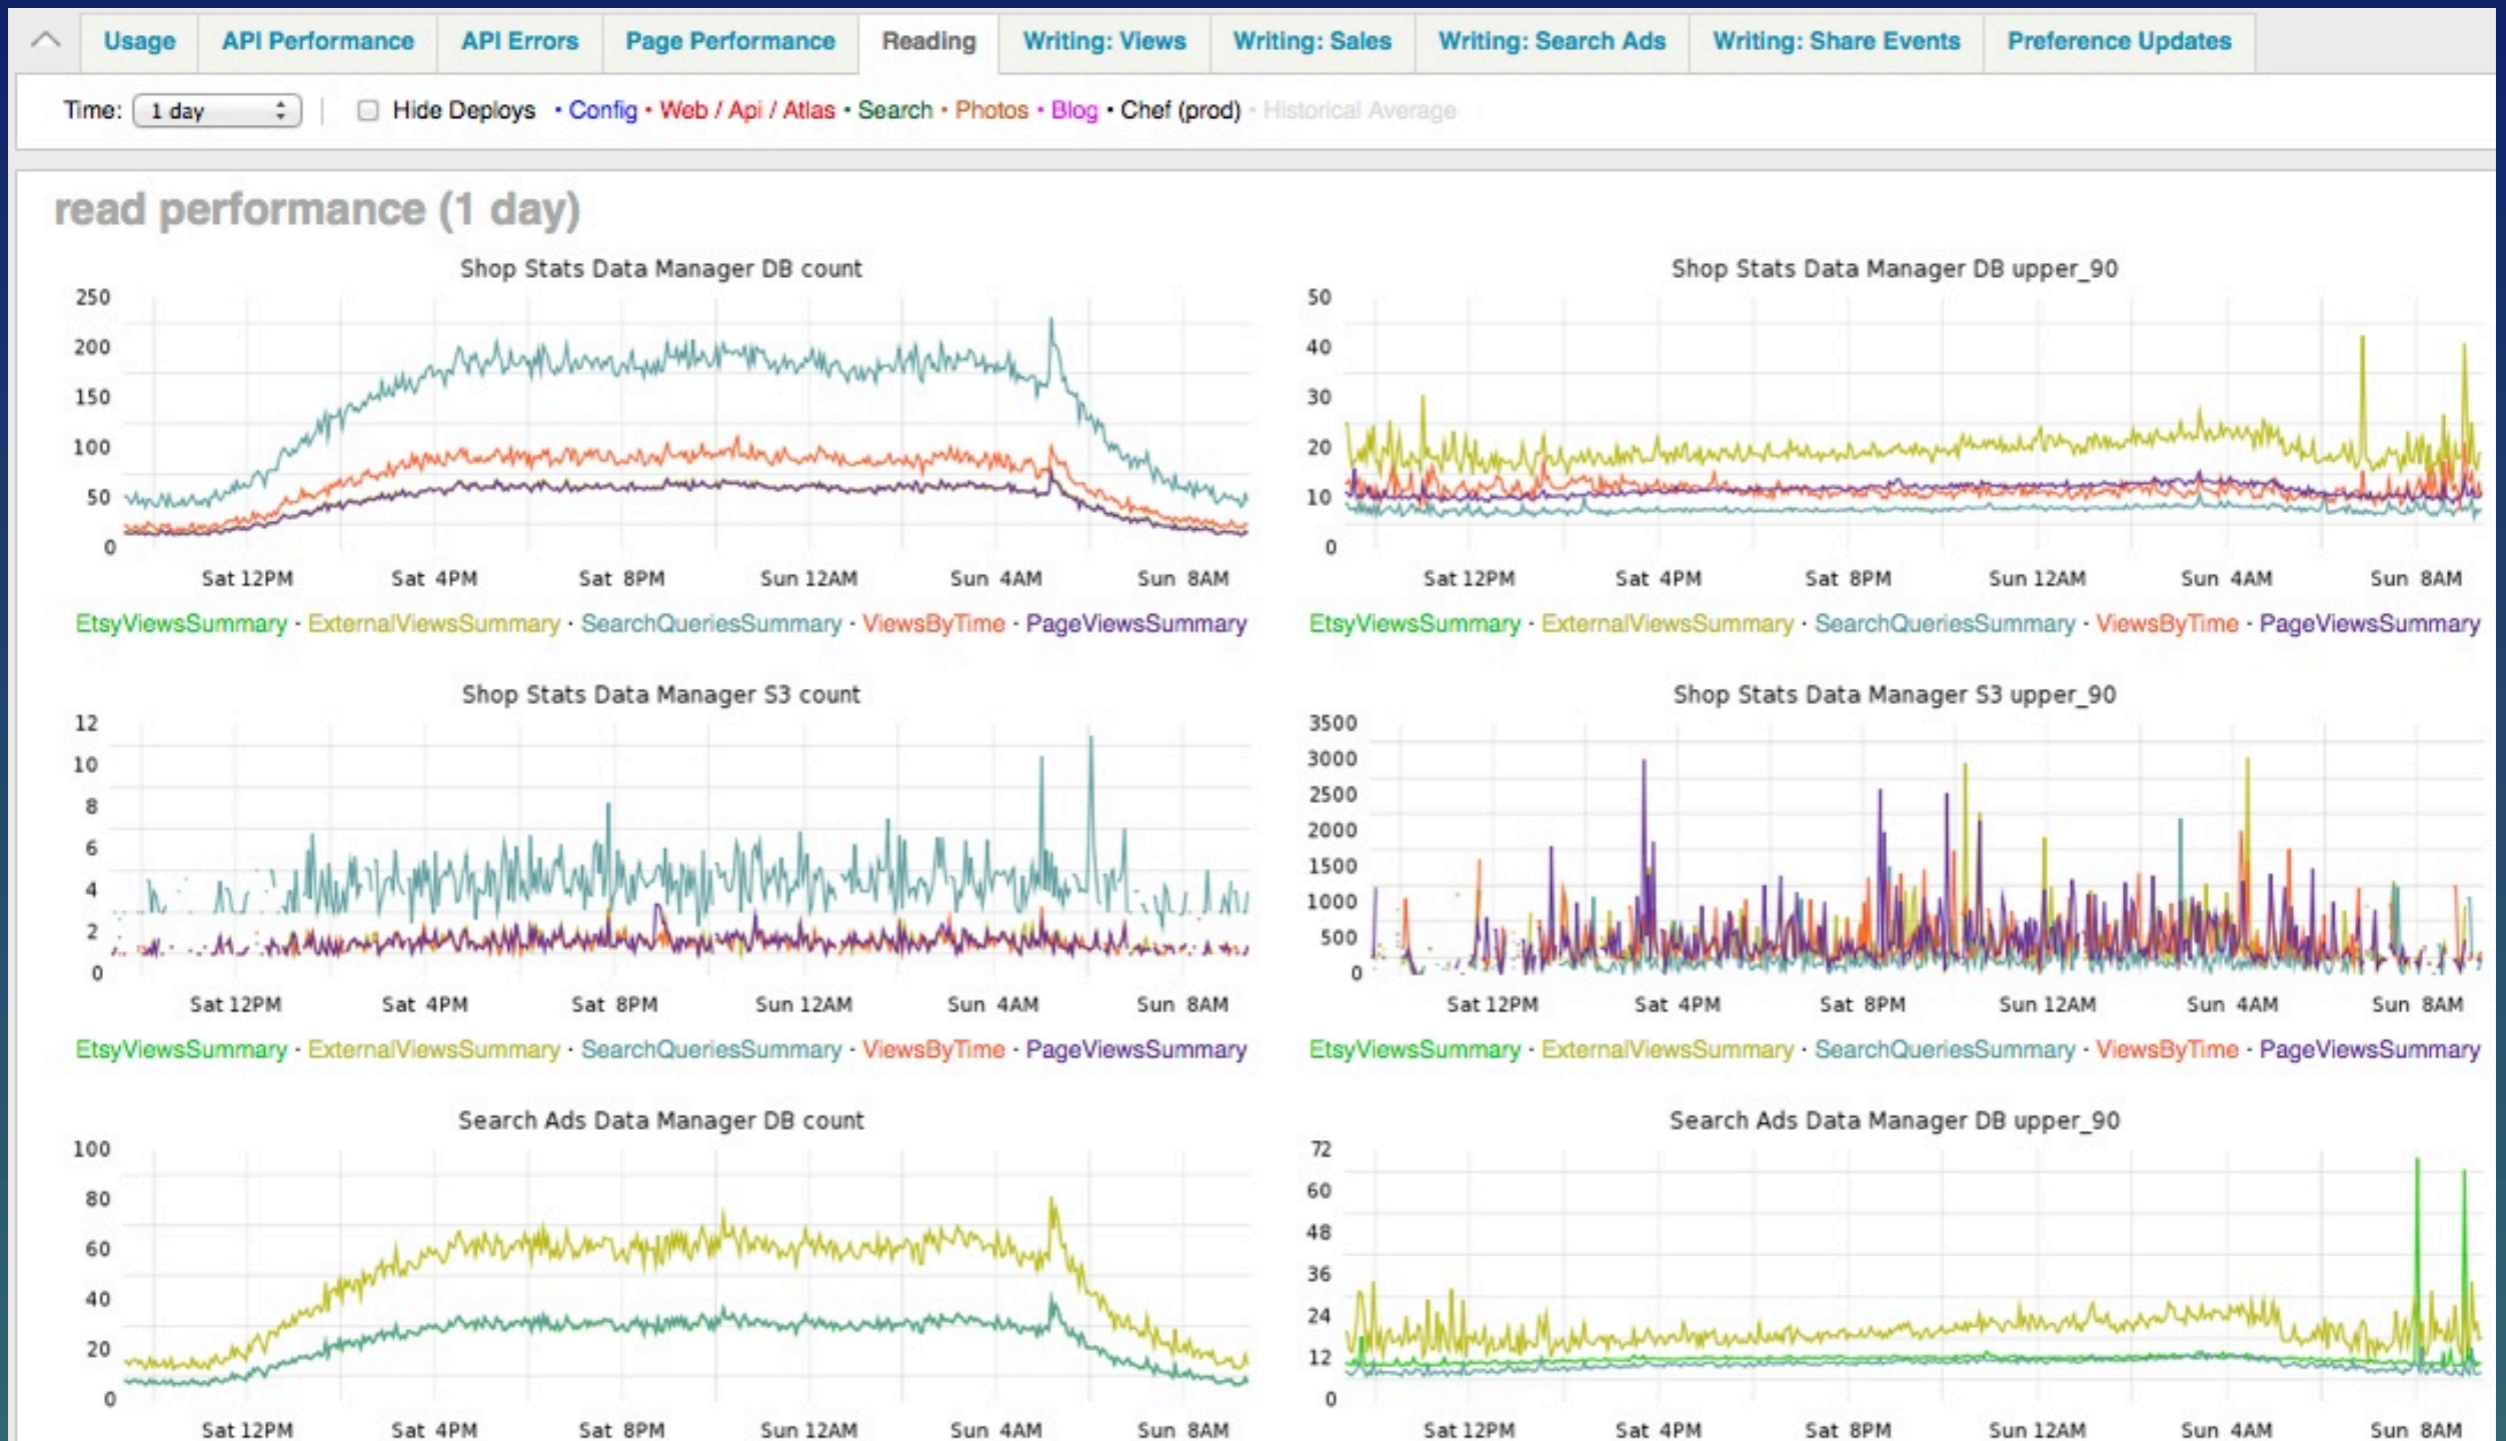 Usage API Performance API Errors Page Performance Reading Writing: Views Writing: Sales Writing: Search Ads Writing: Share Events Preference Updates
Time: 1 day Hide Deploys • Config • Web / Api / Atlas • Search • Photos • Blog • Chef (prod) • Historical Average
read performance (1 day)
Shop Stats Data Manager DB count
250
200
150
100
50
0
Sat 12PM Sat 4PM Sat 8PM Sun 12AM Sun 4AM Sun 8AM
EtsyViewsSummary - ExternalViewsSummary - SearchQueriesSummary - ViewsByTime - PageViewsSummary
Shop Stats Data Manager DB upper_90
50
40
30
20
10
0
Sat 12PM Sat 4PM Sat 8PM Sun 12AM Sun 4AM Sun 8AM
EtsyViewsSummary - ExternalViewsSummary - SearchQueriesSummary - ViewsByTime - PageViewsSummary
Shop Stats Data Manager S3 count
12
10
8
6
4
2
0
Sat 12PM Sat 4PM Sat 8PM Sun 12AM Sun 4AM Sun 8AM
EtsyViewsSummary - ExternalViewsSummary - SearchQueriesSummary - ViewsByTime - PageViewsSummary
Shop Stats Data Manager S3 upper_90
3500
3000
2500
2000
1500
1000
500
0
Sat 12PM Sat 4PM Sat 8PM Sun 12AM Sun 4AM Sun 8AM
EtsyViewsSummary - ExternalViewsSummary - SearchQueriesSummary - ViewsByTime - PageViewsSummary
Search Ads Data Manager DB count
100
80
60
40
20
0
Sat 12PM Sat 4PM Sat 8PM Sun 12AM Sun 4AM Sun 8AM
Search Ads Data Manager DB upper_90
72
60
48
36
24
12
0
Sat 12PM Sat 4PM Sat 8PM Sun 12AM Sun 4AM Sun 8AM